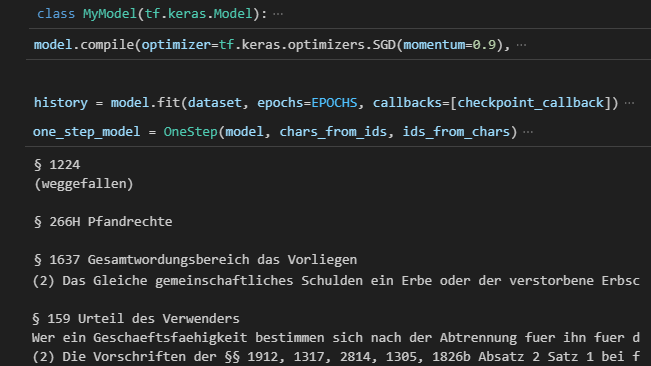 class MyModel(tf.keras.Model): ···
model.compile(optimizer=tf.keras.optimizers.SGD(momentum=0.9), ···
history = model.fit(dataset, epochs=EPOCHS, callbacks=[checkpoint_callback]) ···
one_step_model = OneStep(model, chars_from_ids, ids_from_chars) ···
§ 1224
(weggefallen)
§ 266H Pfandrechte
§ 1637 Gesamtwordungsbereich das Vorliegen
(2) Das Gleiche gemeinschaftliches Schulden ein Erbe oder der verstorbene Erbsc
§ 159 Urteil des Verwenders
Wer ein Geschaeftsfaehigkeit bestimmen sich nach der Abtrennung fuer ihn fuer d
(2) Die Vorschriften der §§ 1912, 1317, 2814, 1305, 1826b Absatz 2 Satz 1 bei f